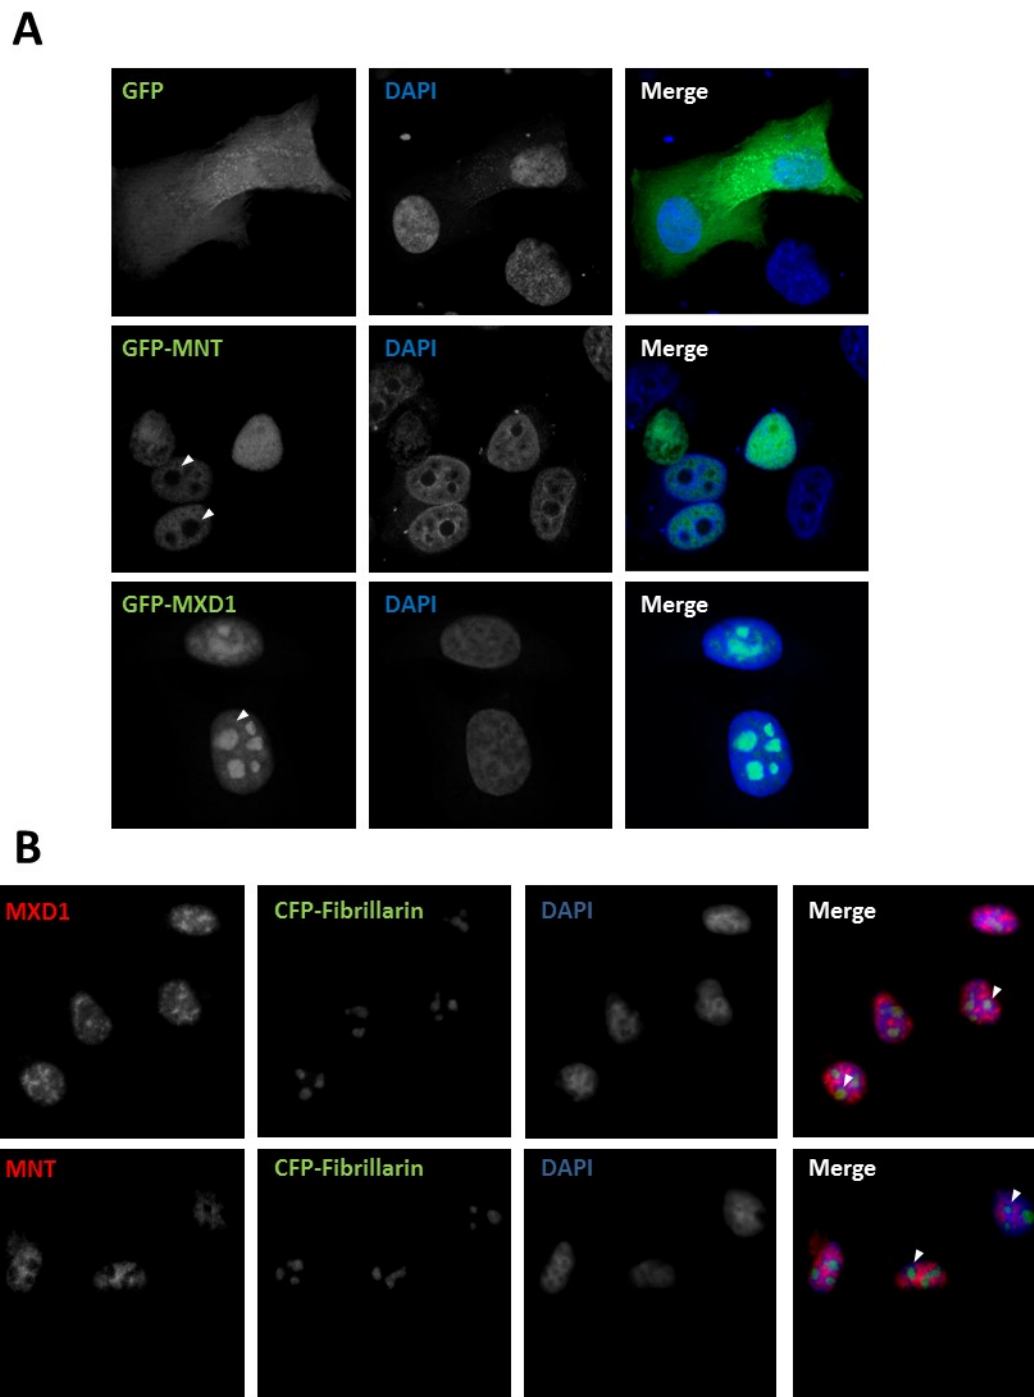 A
GFP DAPI Merge
GFP-MNT DAPI Merge
GFP-MXD1 DAPI Merge
B
MXD1 CFP-Fibrillarin DAPI Merge
MNT CFP-Fibrillarin DAPI Merge